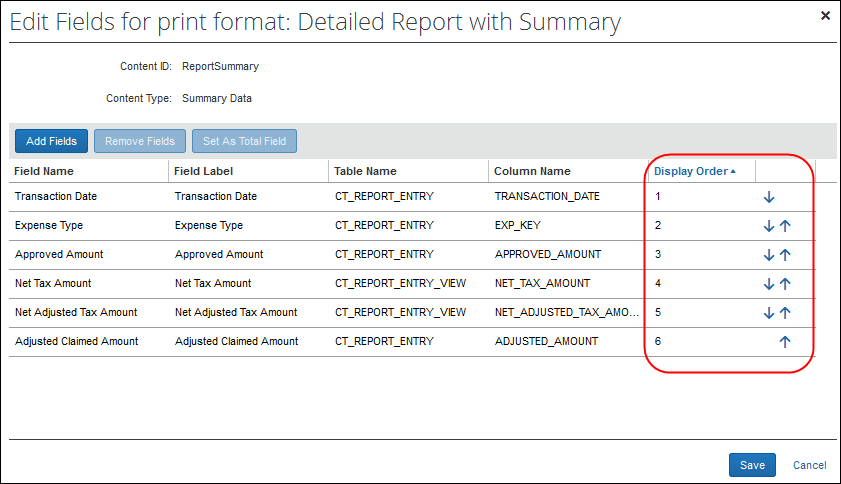 Edit Fields for print format: Detailed Report with Summary
Content ID: ReportSummary
Content Type: Summary Data
Add Fields Remove Fields Set As Total Field
Field Name Field Label Table Name Column Name Display Order
Transaction Date Transaction Date CT_REPORT_ENTRY TRANSACTION_DATE 1
Expense Type Expense Type CT_REPORT_ENTRY EXP_KEY 2
Approved Amount Approved Amount CT_REPORT_ENTRY APPROVED_AMOUNT 3
Net Tax Amount Net Tax Amount CT_REPORT_ENTRY_VIEW NET_TAX_AMOUNT 4
Net Adjusted Tax Amount Net Adjusted Tax Amount CT_REPORT_ENTRY_VIEW NET_ADJUSTED_TAX_AMO... 5
Adjusted Claimed Amount Adjusted Claimed Amount CT_REPORT_ENTRY ADJUSTED_AMOUNT 6
Save Cancel